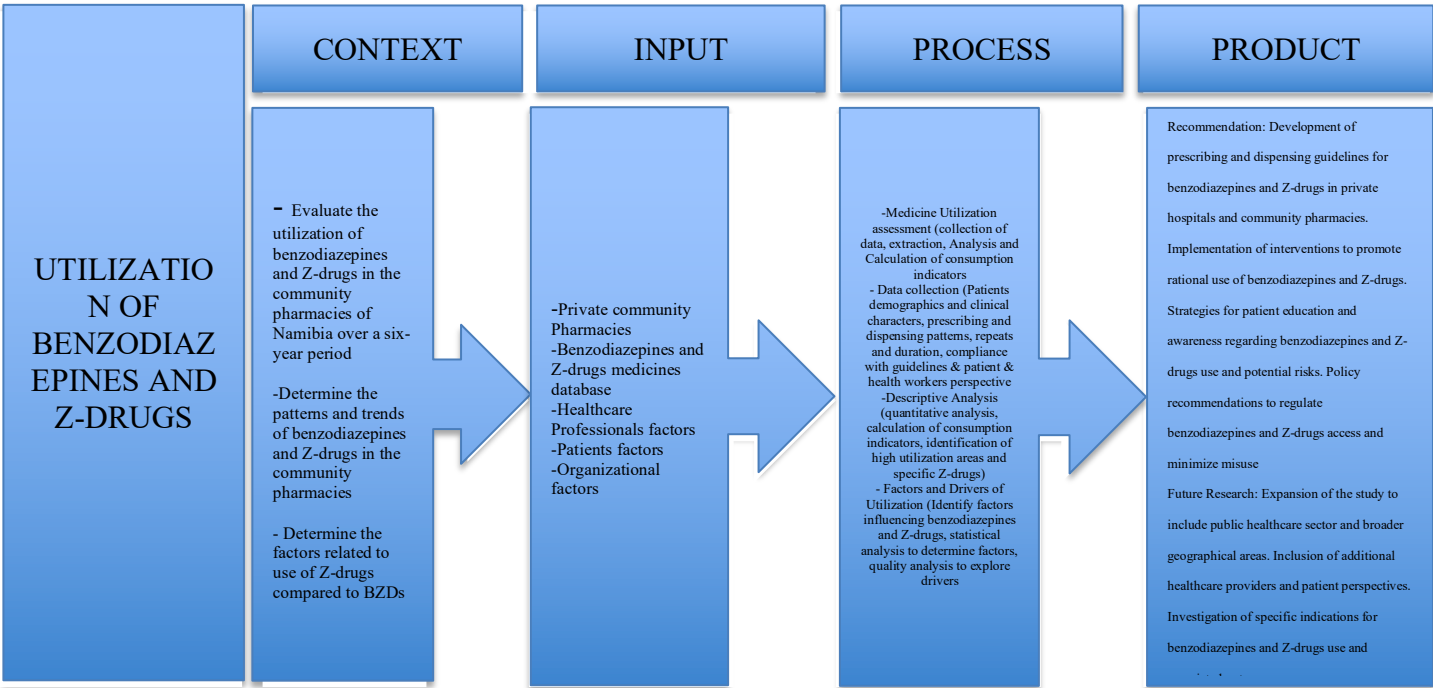 UTILIZATIO
N OF
BENZODIAZ
EPINES AND
Z-DRUGS
CONTEXT
- Evaluate the
utilization of
benzodiazepines
and Z-drugs in the
community
pharmacies of
Namibia over a six-
year period
-Determine the
patterns and trends
of benzodiazepines
and Z-drugs in the
community
pharmacies
- Determine the
factors related to
use of Z-drugs
compared to BZDs
INPUT
-Private community
Pharmacies
-Benzodiazepines and
Z-drugs medicines
database
-Healthcare
Professionals factors
-Patients factors
-Organizational
factors
PROCESS
-Medicine Utilization
assessment (collection of
data, extraction, Analysis and
Calculation of consumption
indicators
- Data collection (Patients
demographics and clinical
characters, prescribing and
dispensing patterns, repeats
and duration, compliance
with guidelines & patient &
health workers perspective
-Descriptive Analysis
(quantitative analysis,
calculation of consumption
indicators, identification of
high utilization areas and
specific Z-drugs)
- Factors and Drivers of
Utilization (Identify factors
influencing benzodiazepines
and Z-drugs, statistical
analysis to determine factors,
quality analysis to explore
drivers
PRODUCT
Recommendation: Development of
prescribing and dispensing guidelines for
benzodiazepines and Z-drugs in private
hospitals and community pharmacies.
Implementation of interventions to promote
rational use of benzodiazepines and Z-drugs.
Strategies for patient education and
awareness regarding benzodiazepines and Z-
drugs use and potential risks. Policy
recommendations to regulate
benzodiazepines and Z-drugs access and
minimize misuse
Future Research: Expansion of the study to
include public healthcare sector and broader
geographical areas. Inclusion of additional
healthcare providers and patient perspectives.
Investigation of specific indications for
benzodiazepines and Z-drugs use and